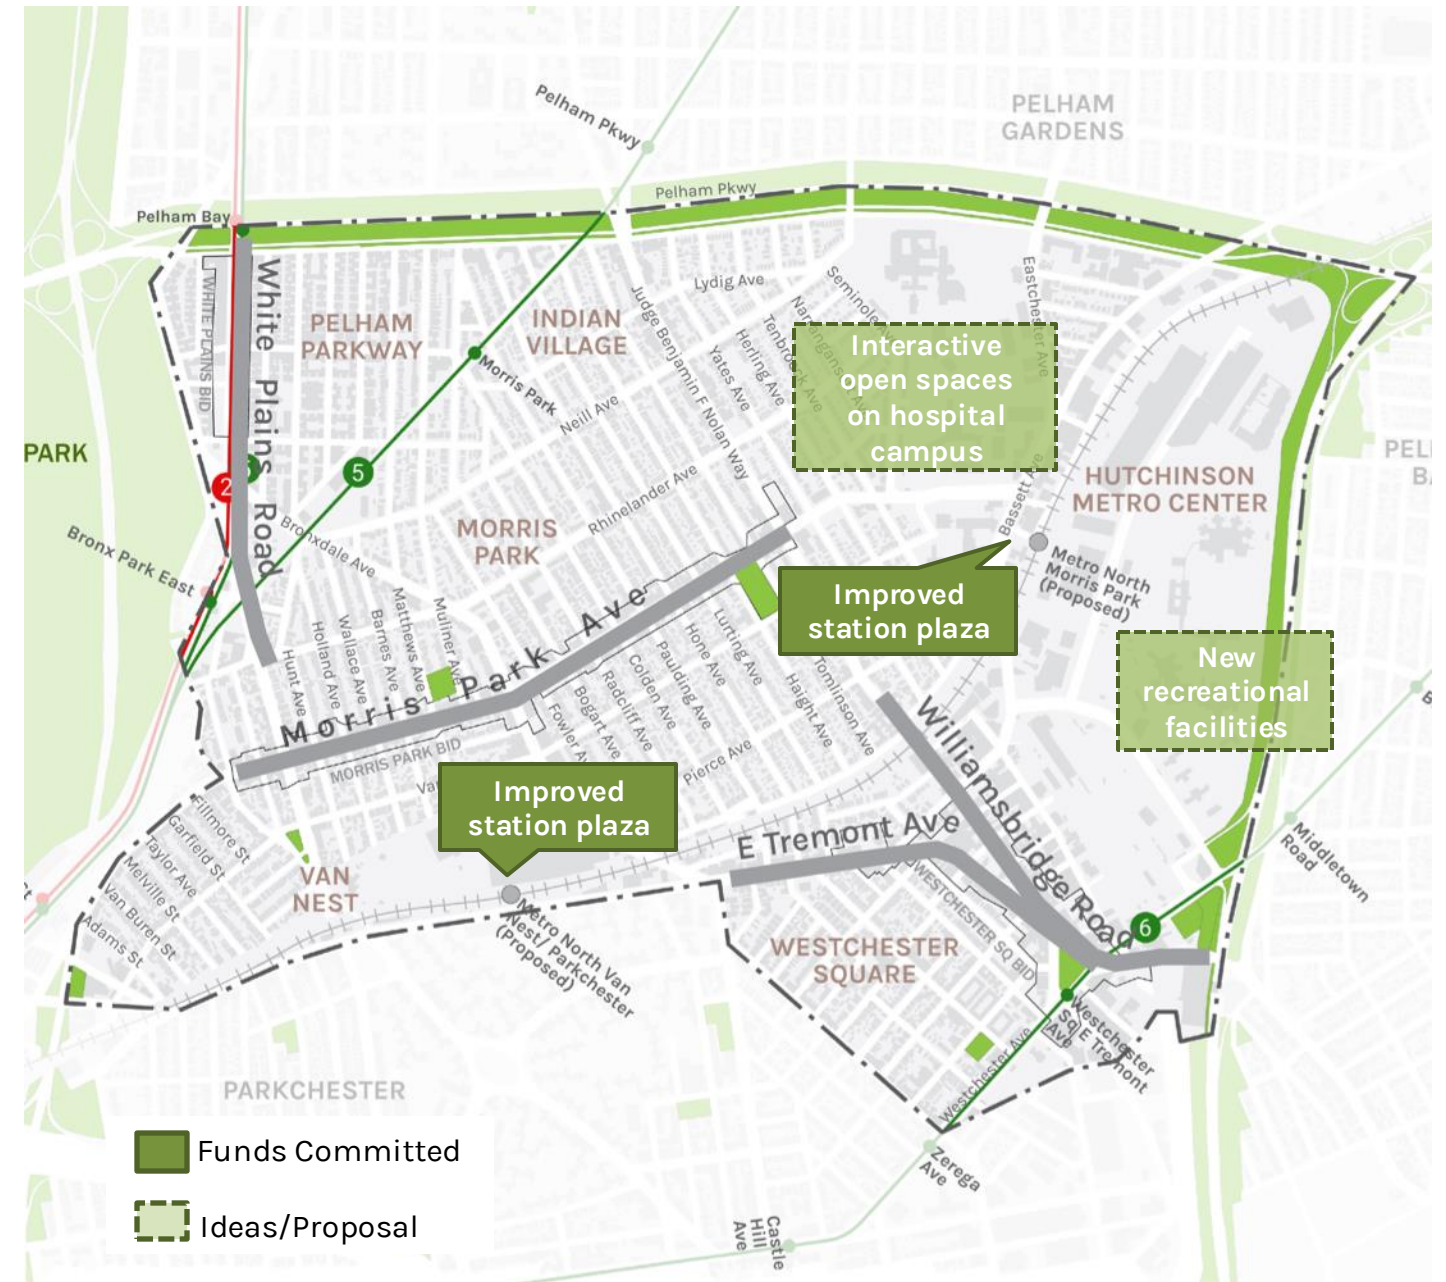 Pelham Pkwy
PELHAM
GARDENS
Pelham Pkwy
Pelham Bay
White Plains Road
WHITE PLAINS BID
PELHAM
PARKWAY
INDIAN
VILLAGE
Lydig Ave
Judge Benjamin F Nolan Way
Seminole Ave
Tenbroeck Ave
Herling Ave
Yates Ave
Eastchester Ave
Interactive
open spaces
on hospital
campus
Morris Park
Neill Ave
PARK
2
5
Rhinelander Ave
HUTCHINSON
METRO CENTER
Bassett Ave
MORRIS
PARK
Bronxdale Ave
Bronx Park East
Metro North
Morris Park
(Proposed)
Improved
station plaza
Muliner Ave
Matthews Ave
Barnes Ave
Wallace Ave
Holland Ave
Hunt Ave
Morris Park Ave
MORRIS PARK BID
Lurting Ave
Hone Ave
Paulding Ave
Colden Ave
Radcliff Ave
Bogart Ave
Tomlinson Ave
Haight Ave
Pierce Ave
New
recreational
facilities
Williamsbridge Road
Improved
station plaza
E Tremont Ave
Fillmore St
Garfield St
Taylor Ave
Melville St
Van Buren St
Adams St
VAN
NEST
Metro North Van
Nest/ Parkchester
(Proposed)
WESTCHESTER SQ BID
WESTCHESTER
SQUARE
6
Middletown
Road
Westchester
Sq E Tremont
Ave
Westchester Ave
PARKCHESTER
Zerega
Ave
Castle
Hill
Ave
Funds Committed
Ideas/Proposal